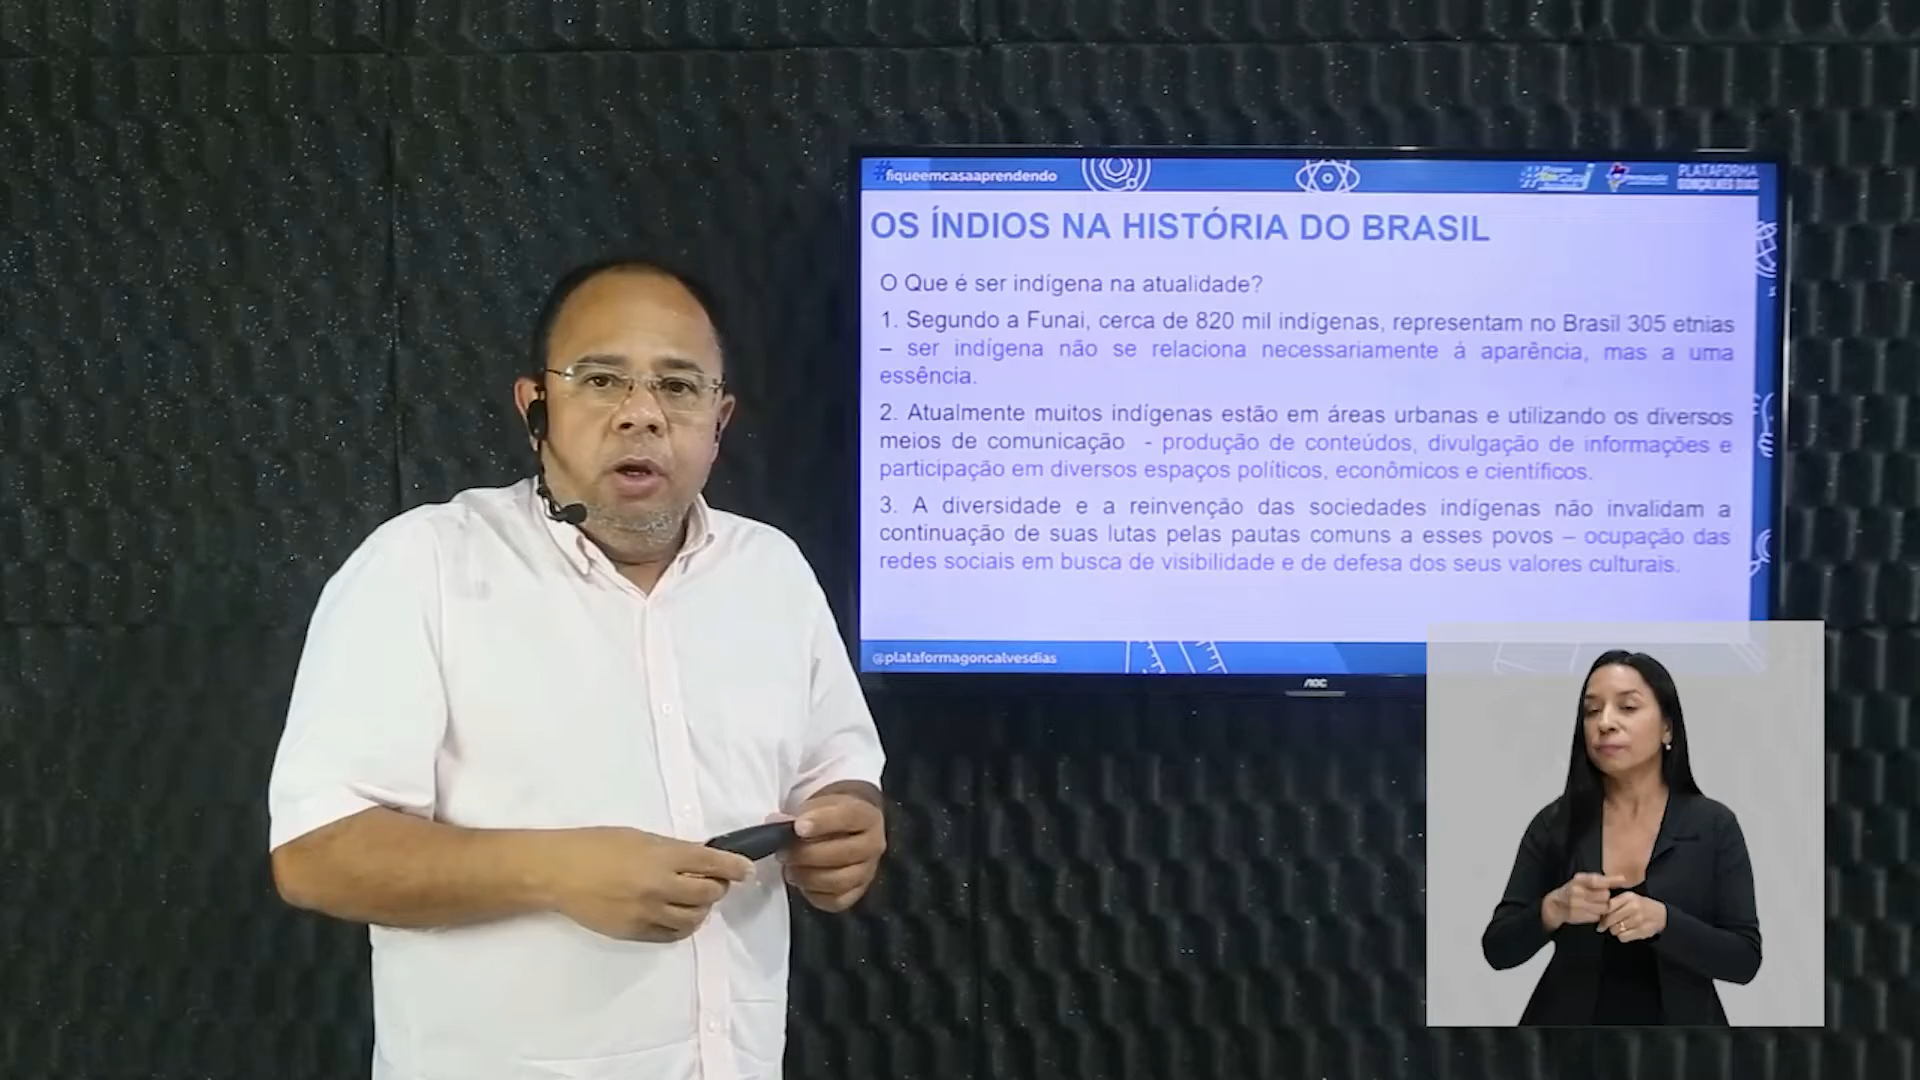 #fiqueemcasaaprendendo
PLATAFORMA
GONÇALVES DIAS
OS ÍNDIOS NA HISTÓRIA DO BRASIL
O Que é ser indígena na atualidade?
1. Segundo a Funai, cerca de 820 mil indígenas, representam no Brasil 305 etnias
– ser indígena não se relaciona necessariamente á aparência, mas a uma
essência.
2. Atualmente muitos indígenas estão em áreas urbanas e utilizando os diversos
meios de comunicação - produção de conteúdos, divulgação de informações e
participação em diversos espaços políticos, econômicos e científicos.
3. A diversidade e a reinvenção das sociedades indígenas não invalidam a
continuação de suas lutas pelas pautas comuns a esses povos – ocupação das
redes sociais em busca de visibilidade e de defesa dos seus valores culturais.
@plataformagoncalvesdias
AOC